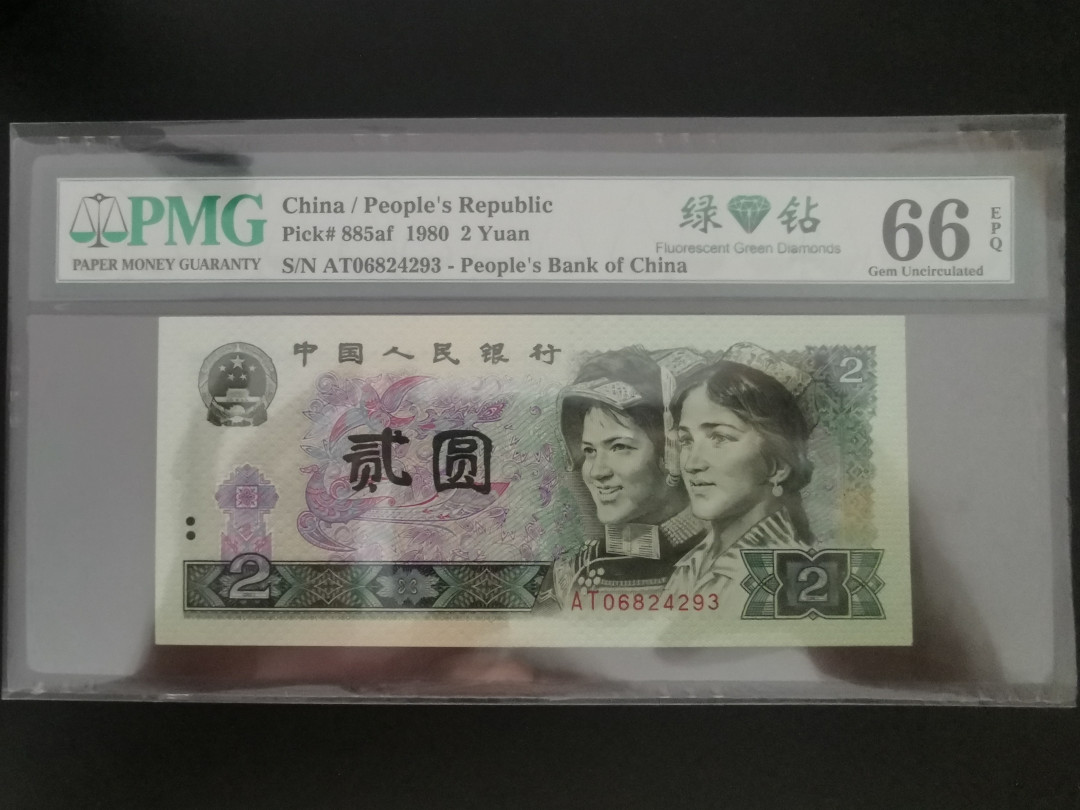 PMG
PAPER MONEY GUARANTY
China / People's Republic
Pick# 885af 1980 2 Yuan
S/N AT06824293 - People's Bank of China
绿 钻
Fluorescent Green Diamonds
66
EPQ
Gem Uncirculated
中国人民银行
2
贰圆
2
2
AT06824293